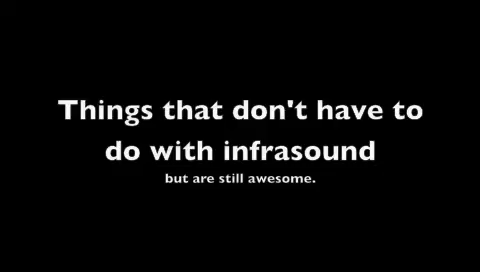 Things that don't have to
do with infrasound
but are still awesome.